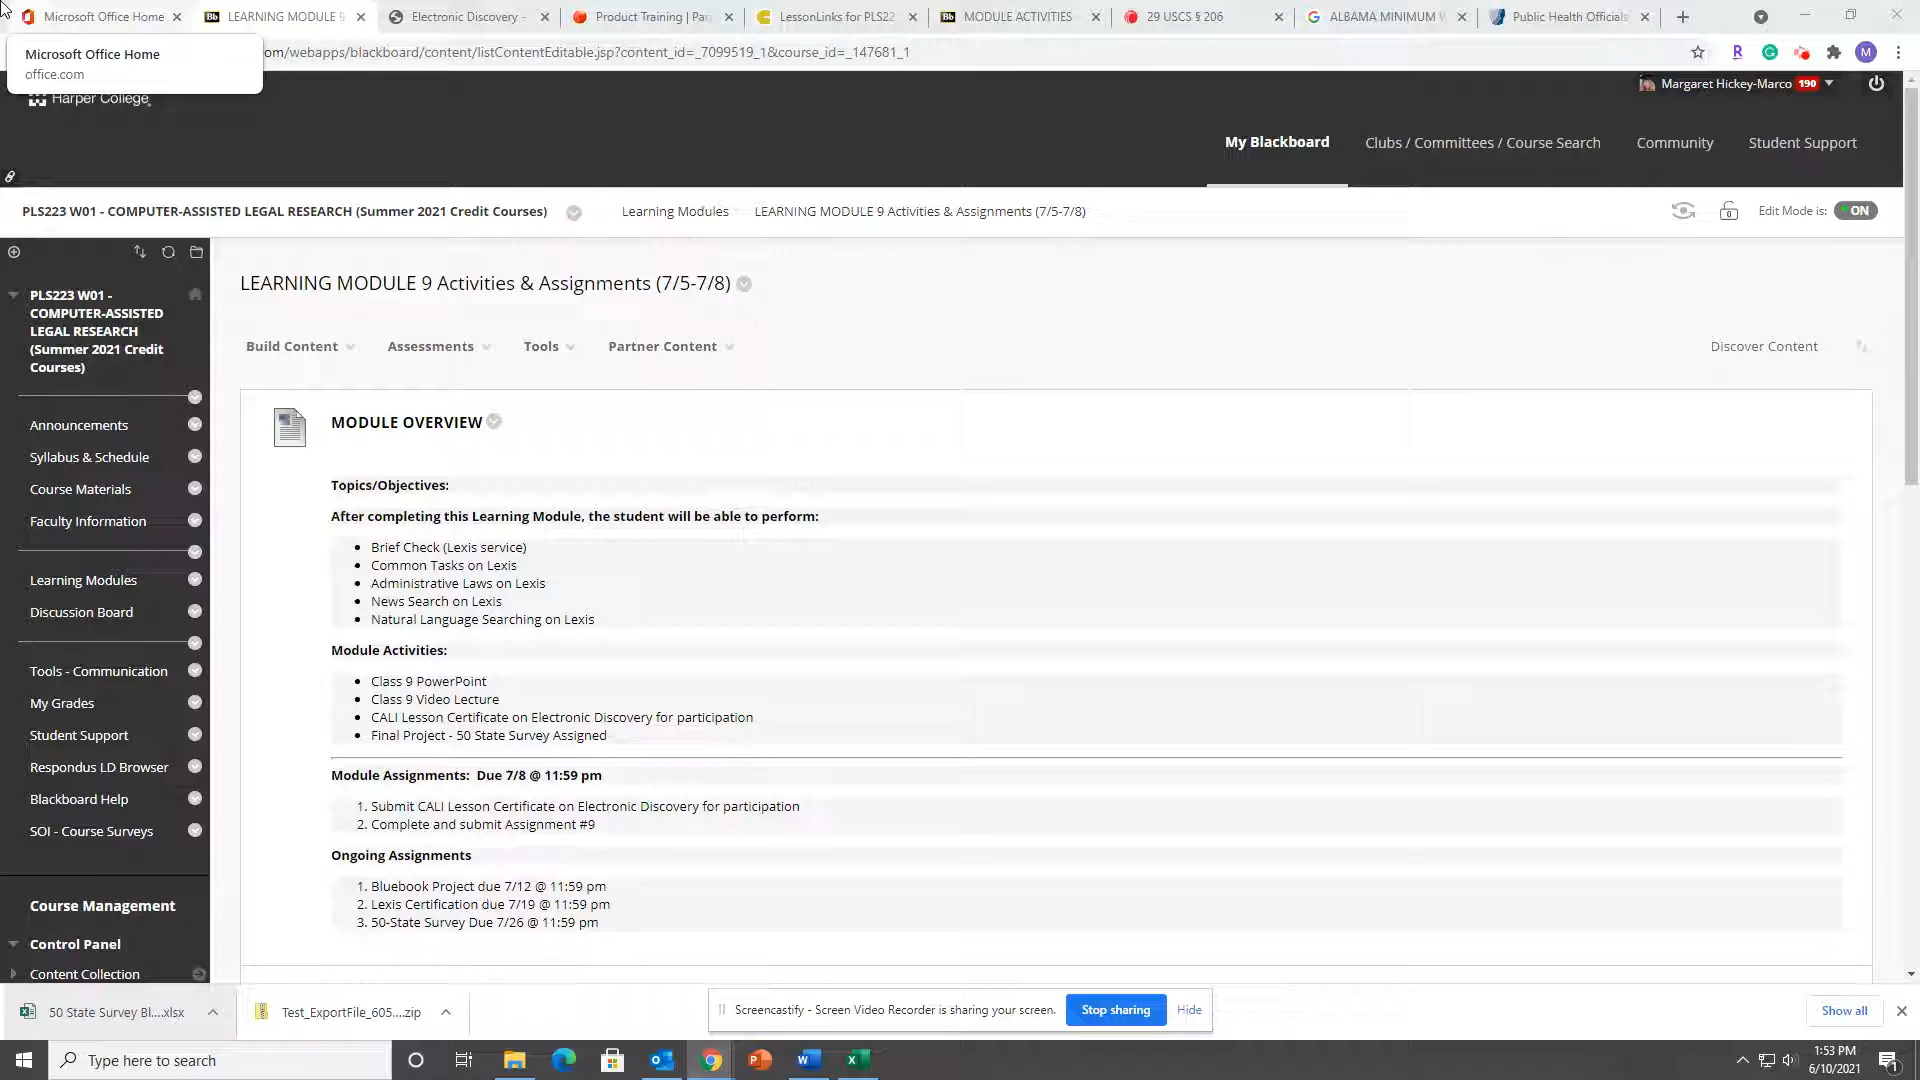 Microsoft Office Home
LEARNING MODULE 9
Electronic Discovery -
Product Training | Par
LessonLinks for PLS22
MODULE ACTIVITIES
29 USCS § 206
ALBAMA MINIMUM W
Public Health Officials
Microsoft Office Home
office.com
om/webapps/blackboard/content/listContentEditable.jsp?content_id=_7099519_1&course_id=_147681_1
R
M
Harper College
Margaret Hickey-Marco 190
My Blackboard
Clubs / Committees / Course Search
Community
Student Support
PLS223 W01 - COMPUTER-ASSISTED LEGAL RESEARCH (Summer 2021 Credit Courses)
Learning Modules
LEARNING MODULE 9 Activities & Assignments (7/5-7/8)
Edit Mode is: ON
PLS223 W01 -
COMPUTER-ASSISTED
LEGAL RESEARCH
(Summer 2021 Credit
Courses)
Announcements
Syllabus & Schedule
Course Materials
Faculty Information
Learning Modules
Discussion Board
Tools - Communication
My Grades
Student Support
Respondus LD Browser
Blackboard Help
SOI - Course Surveys
Course Management
Control Panel
Content Collection
LEARNING MODULE 9 Activities & Assignments (7/5-7/8)
Build Content
Assessments
Tools
Partner Content
Discover Content
MODULE OVERVIEW
Topics/Objectives:
After completing this Learning Module, the student will be able to perform:
• Brief Check (Lexis service)
• Common Tasks on Lexis
• Administrative Laws on Lexis
• News Search on Lexis
• Natural Language Searching on Lexis
Module Activities:
• Class 9 PowerPoint
• Class 9 Video Lecture
• CALI Lesson Certificate on Electronic Discovery for participation
• Final Project - 50 State Survey Assigned
Module Assignments: Due 7/8 @ 11:59 pm
1. Submit CALI Lesson Certificate on Electronic Discovery for participation
2. Complete and submit Assignment #9
Ongoing Assignments
1. Bluebook Project due 7/12 @ 11:59 pm
2. Lexis Certification due 7/19 @ 11:59 pm
3. 50-State Survey Due 7/26 @ 11:59 pm
50 State Survey Bl....xlsx
Test_ExportFile_605....zip
Screencastify - Screen Video Recorder is sharing your screen.
Stop sharing
Hide
Show all
Type here to search
1:53 PM
6/10/2021